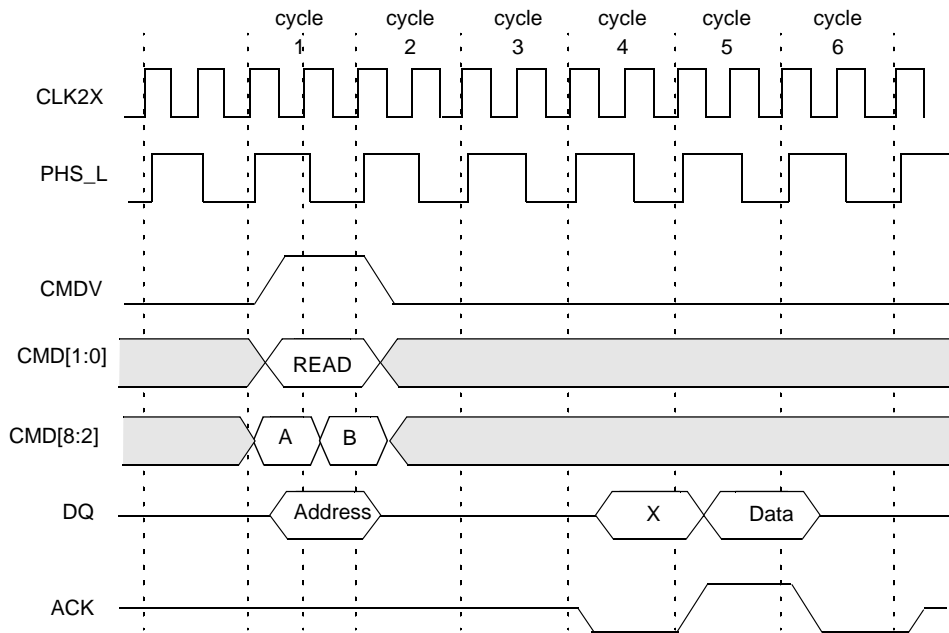 cycle cycle cycle cycle cycle cycle
1 2 3 4 5 6
CLK2X
PHS_L
CMDV
CMD[1:0] READ
CMD[8:2] A B
DQ Address X Data
ACK